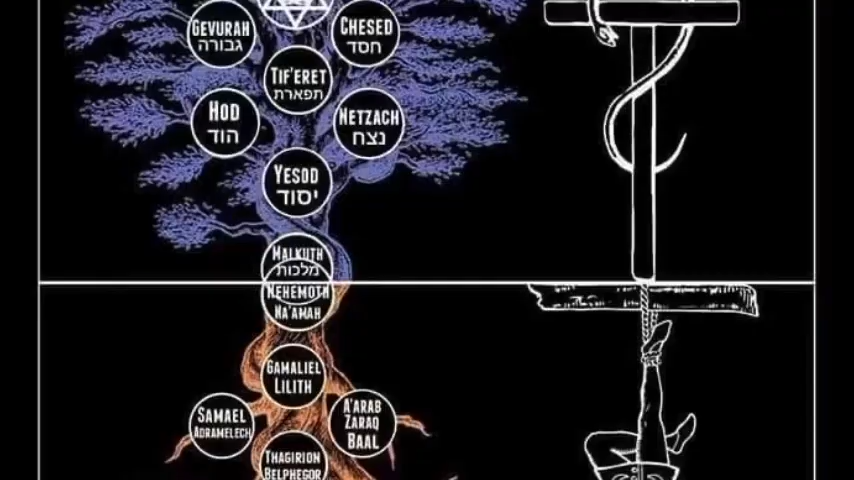 GEVURAH
גבורה
CHESED
חסד
TIF'ERET
תפארת
HOD
הוד
NETZACH
נצח
YESOD
יסוד
MALKUTH
מלכות
NEHEMOTH
NA'AMAH
GAMALIEL
LILITH
SAMAEL
ADRAMELECH
A'ARAB
ZARAQ
BAAL
THAGIRION
BELPHEGOR